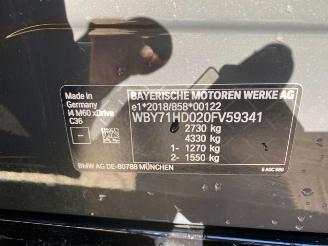 BAYERISCHE MOTOREN WERKE AG
Made in
Germany
e1*2018/858*00122
I4 M60 xDrive
WBY71HD020FV59341
C36
2730 kg
4330 kg
1- 1270 kg
2- 1550 kg
BMW AG DE-80788 MÜNCHEN